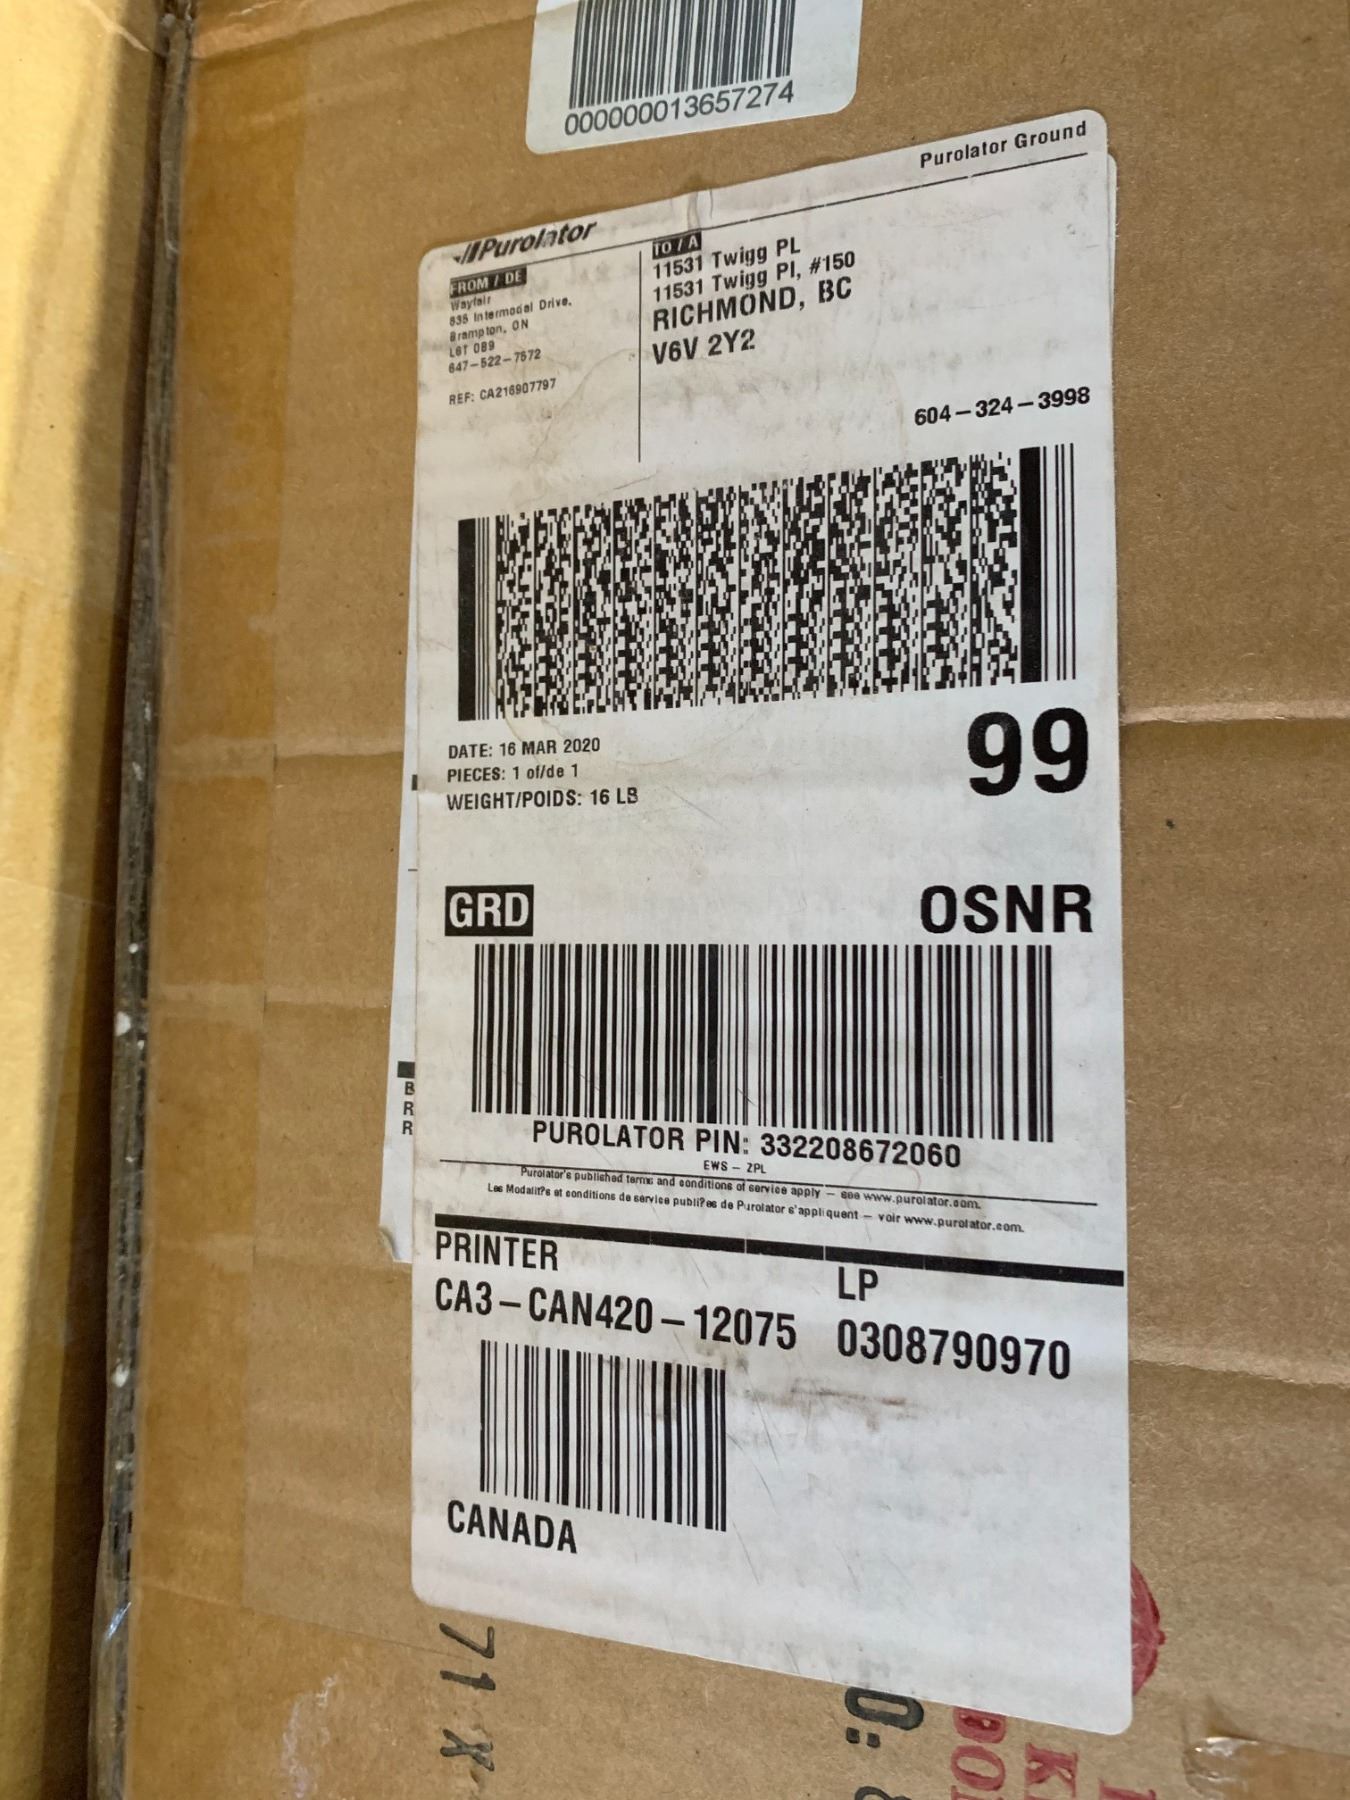 000000013657274
Purolator Ground
Purolator
FROM / DE
Wayfair
835 Intermodal Drive,
Brampton, ON
L6T 0B9
647-522-7572
REF: CA216907797
TO / A
11531 Twigg PL
11531 Twigg Pl, #150
RICHMOND, BC
V6V 2Y2
604-324-3998
DATE: 16 MAR 2020
PIECES: 1 of/de 1
WEIGHT/POIDS: 16 LB
99
GRD
OSNR
B
R
R
PUROLATOR PIN: 332208672060
EWS - ZPL
Purolator's published terms and conditions of service apply - see www.purolator.com.
Les Modalit?s et conditions de service publi?es de Purolator s'appliquent - voir www.purolator.com.
PRINTER
LP
CA3-CAN420-12075
0308790970
CANADA
71 X